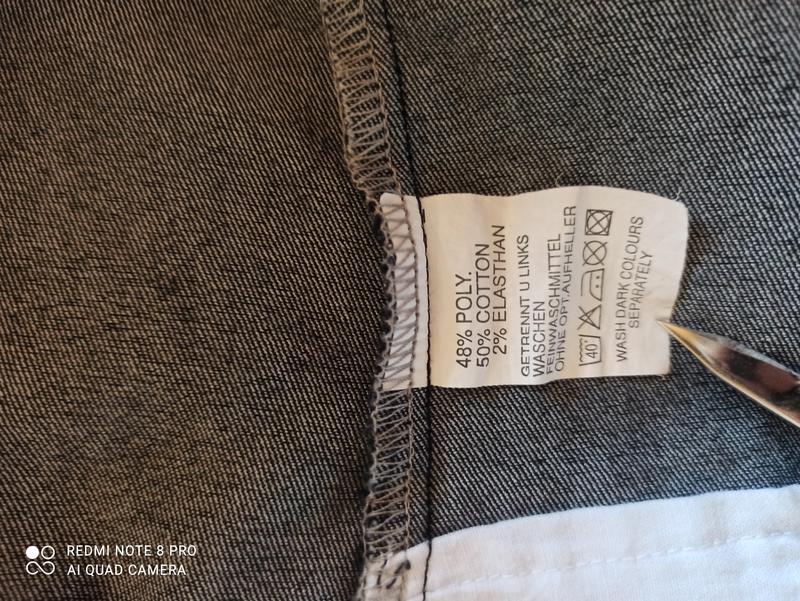 48% POLY.
50% COTTON
2% ELASTHAN
GETRENNT U LINKS
WASCHEN
FEINWASCHMITTEL
OHNE OPT.AUFHELLER
40°
WASH DARK COLOURS
SEPARATELY
REDMI NOTE 8 PRO
AI QUAD CAMERA